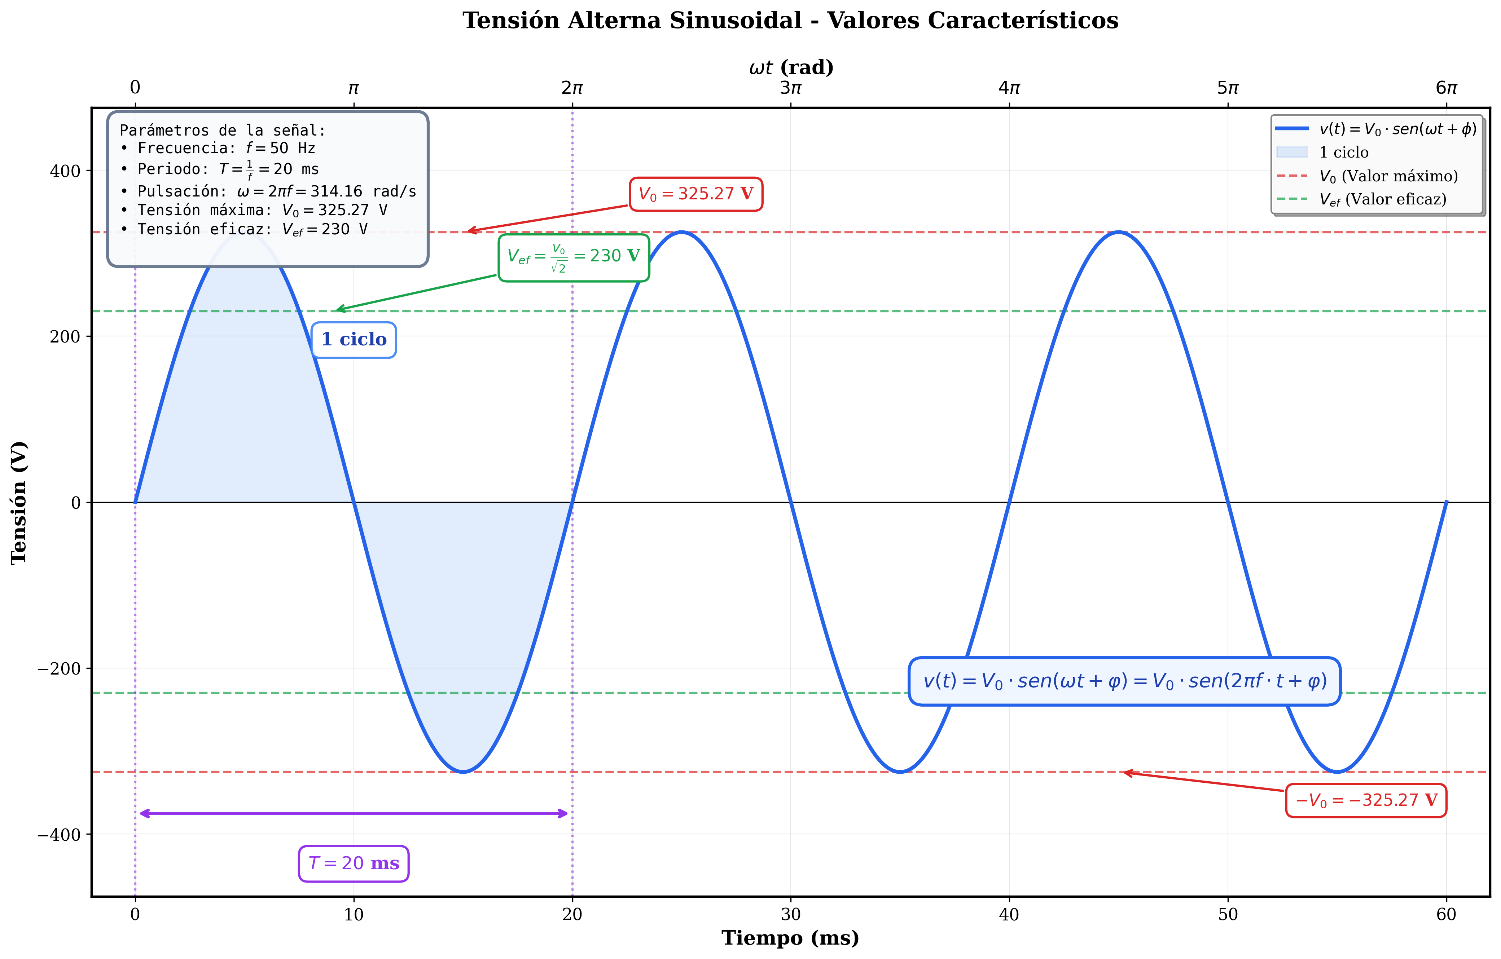 Tensión Alterna Sinusoidal - Valores Característicos
ωt (rad)
0 π 2π 3π 4π 5π 6π
Parámetros de la señal:
• Frecuencia: f = 50 Hz
• Periodo: T = 1/f = 20 ms
• Pulsación: ω = 2πf = 314.16 rad/s
• Tensión máxima: V₀ = 325.27 V
• Tensión eficaz: Vₑf = 230 V
v(t) = V₀ · sen(ωt + ϕ)
1 ciclo
V₀ (Valor máximo)
Vₑf (Valor eficaz)
V₀ = 325.27 V
Vₑf = V₀/√2 = 230 V
1 ciclo
v(t) = V₀ · sen(ωt + φ) = V₀ · sen(2πf · t + φ)
−V₀ = −325.27 V
T = 20 ms
Tensión (V)
400
200
0
−200
−400
0 10 20 30 40 50 60
Tiempo (ms)